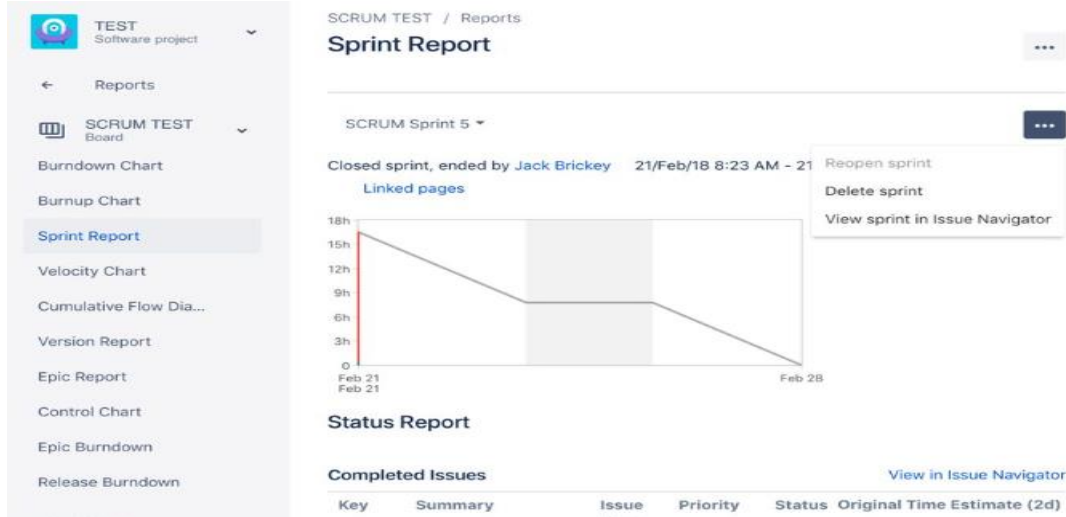 TEST
Software project
Reports
SCRUM TEST
Board
Burndown Chart
Burnup Chart
Sprint Report
Velocity Chart
Cumulative Flow Dia...
Version Report
Epic Report
Control Chart
Epic Burndown
Release Burndown
SCRUM TEST / Reports
Sprint Report
SCRUM Sprint 5
Closed sprint, ended by Jack Brickey 21/Feb/18 8:23 AM - 21
Linked pages
Reopen sprint
Delete sprint
View sprint in Issue Navigator
18h
15h
12h
9h
6h
3h
0
Feb 21
Feb 21
Feb 28
Status Report
Completed Issues View in Issue Navigator
Key Summary Issue Priority Status Original Time Estimate (2d)